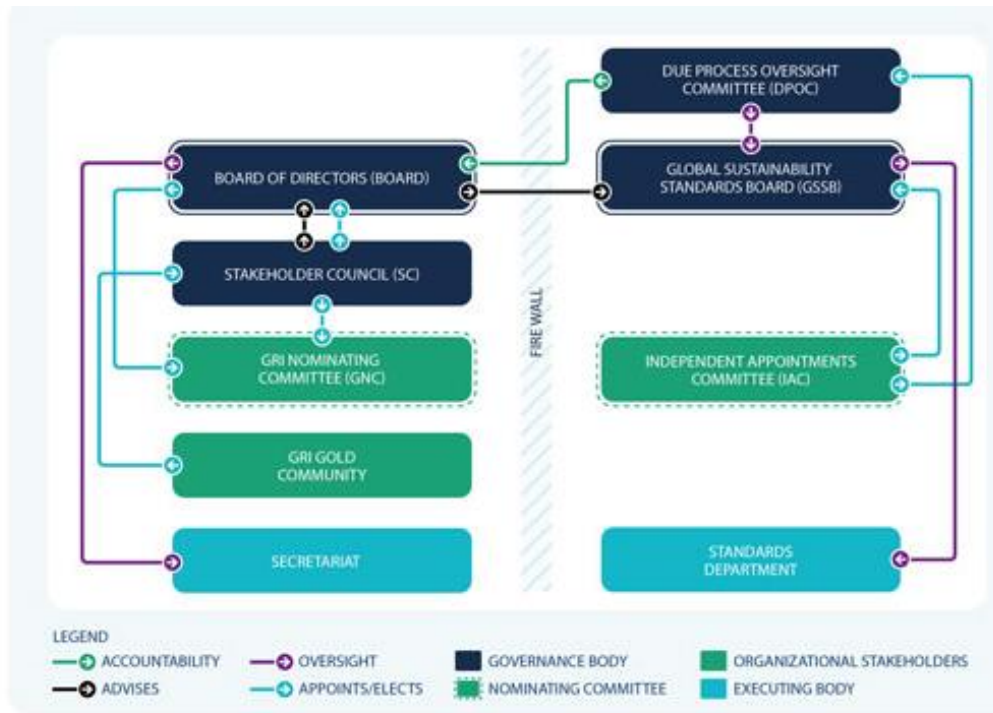 DUE PROCESS OVERSIGHT
COMMITTEE (DPOC)
BOARD OF DIRECTORS (BOARD)
GLOBAL SUSTAINABILITY
STANDARDS BOARD (GSSB)
STAKEHOLDER COUNCIL (SC)
FIRE WALL
GRI NOMINATING
COMMITTEE (GNC)
INDEPENDENT APPOINTMENTS
COMMITTEE (IAC)
GRI GOLD
COMMUNITY
SECRETARIAT
STANDARDS
DEPARTMENT
LEGEND
ACCOUNTABILITY
OVERSIGHT
GOVERNANCE BODY
ORGANIZATIONAL STAKEHOLDERS
ADVISES
APPOINTS/ELECTS
NOMINATING COMMITTEE
EXECUTING BODY